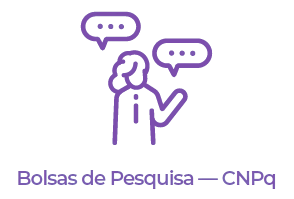 Bolsas de Pesquisa — CNPq